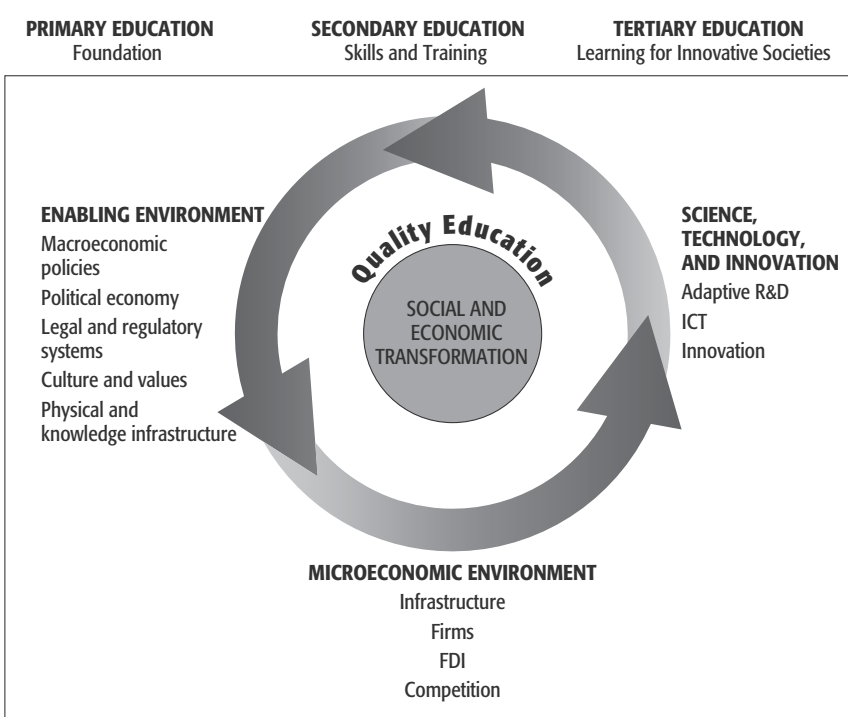 PRIMARY EDUCATION
Foundation
SECONDARY EDUCATION
Skills and Training
TERTIARY EDUCATION
Learning for Innovative Societies
ENABLING ENVIRONMENT
Macroeconomic
policies
Political economy
Legal and regulatory
systems
Culture and values
Physical and
knowledge infrastructure
Quality Education
SOCIAL AND
ECONOMIC
TRANSFORMATION
SCIENCE,
TECHNOLOGY,
AND INNOVATION
Adaptive R&D
ICT
Innovation
MICROECONOMIC ENVIRONMENT
Infrastructure
Firms
FDI
Competition